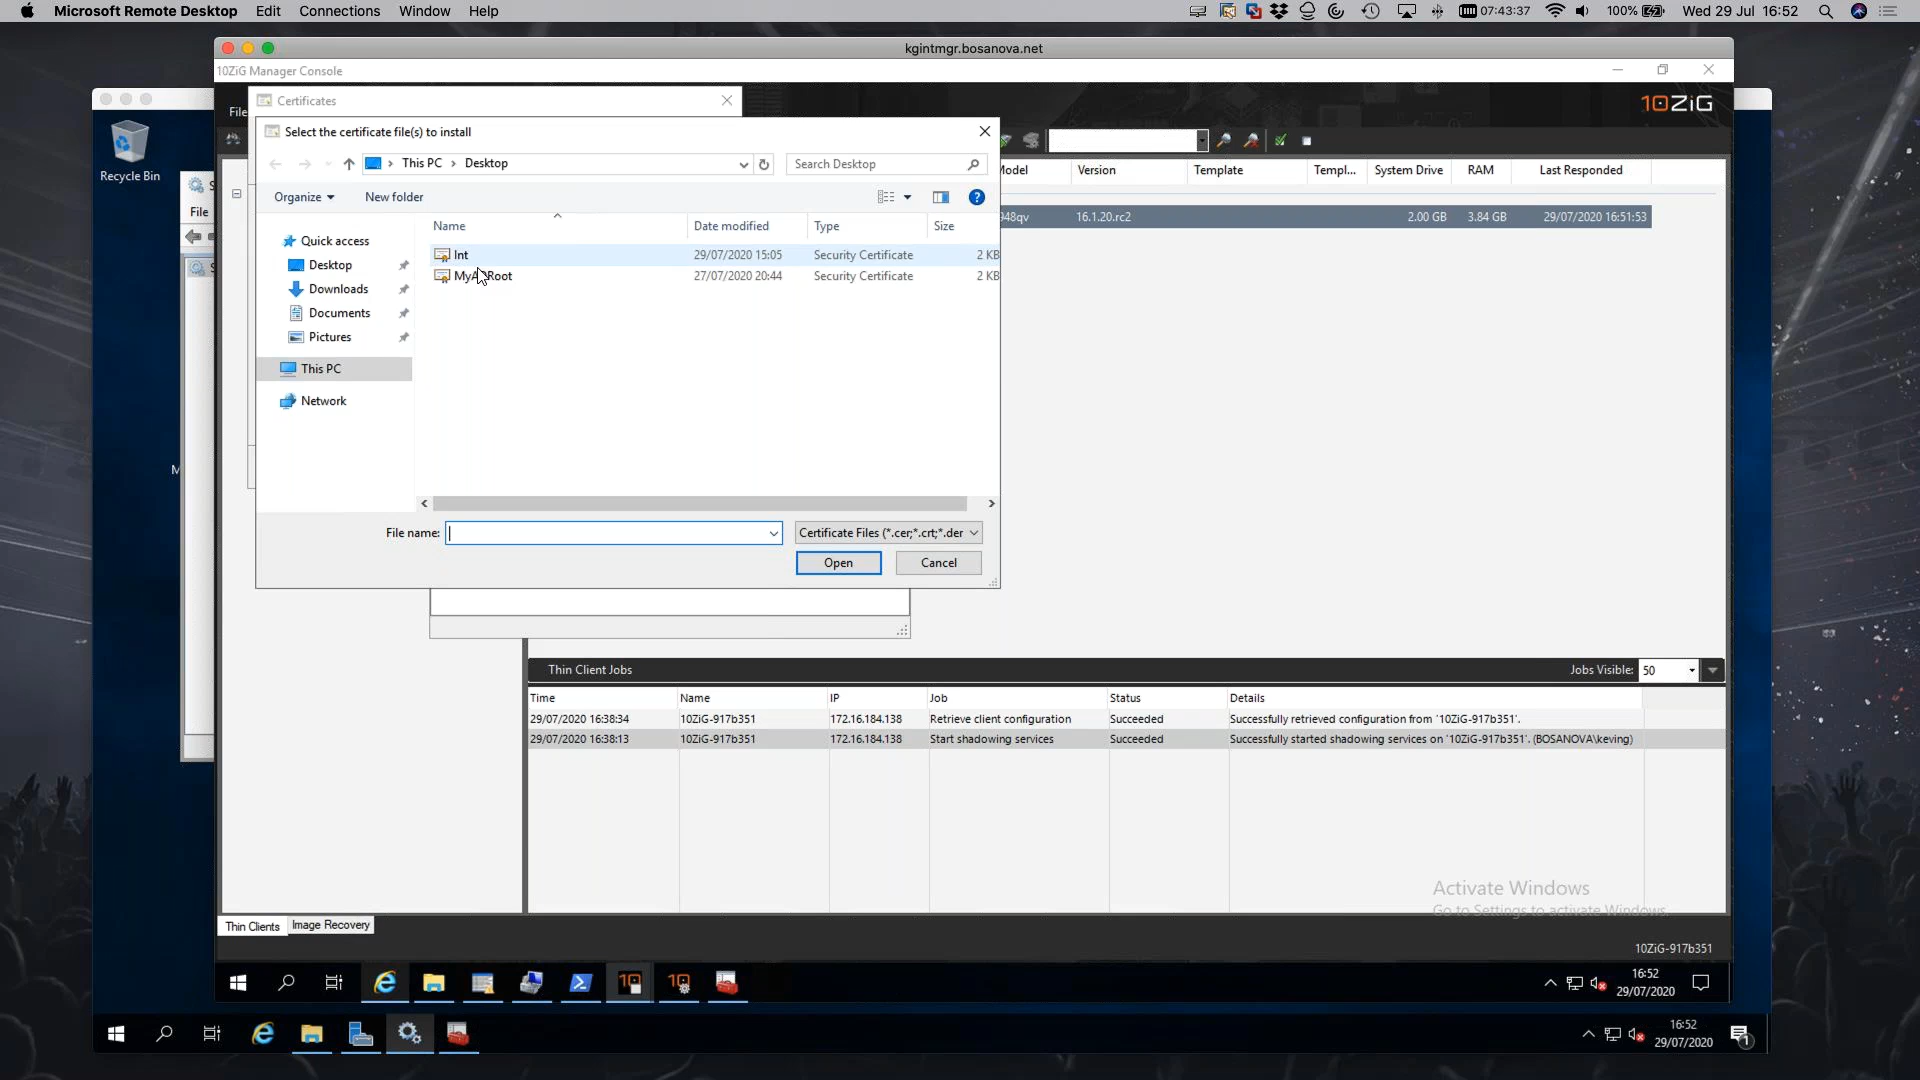 Microsoft Remote Desktop Edit Connections Window Help
07:43:37 100% Wed 29 Jul 16:52
kgintmgr.bosanova.net
10ZiG Manager Console
File
Certificates
10ZiG
Select the certificate file(s) to install
This PC > Desktop
Search Desktop
Organize
New folder
Recycle Bin
File
Name Date modified Type Size
Int 29/07/2020 15:05 Security Certificate 2 KB
27/07/2020 20:44 Security Certificate 2 KB
Quick access
Desktop
Downloads
Documents
Pictures
This PC
Network
Version Template Templ... System Drive RAM Last Responded
948qv 16.1.20.rc2 2.00 GB 3.84 GB 29/07/2020 16:51:53
File name:
Certificate Files (*.cer;*.crt;*.der
Open
Cancel
Thin Client Jobs
Jobs Visible: 50
Time Name IP Job Status Details
29/07/2020 16:38:34 10ZiG-917b351 172.16.184.138 Retrieve client configuration Succeeded Successfully retrieved configuration from '10ZiG-917b351'.
29/07/2020 16:38:13 10ZiG-917b351 172.16.184.138 Start shadowing services Succeeded Successfully started shadowing services on '10ZiG-917b351'. (BOSANOVA\keving)
Activate Windows
Go to Settings to activate Windows.
Thin Clients Image Recovery
10ZiG-917b351
16:52
29/07/2020
16:52
29/07/2020
1